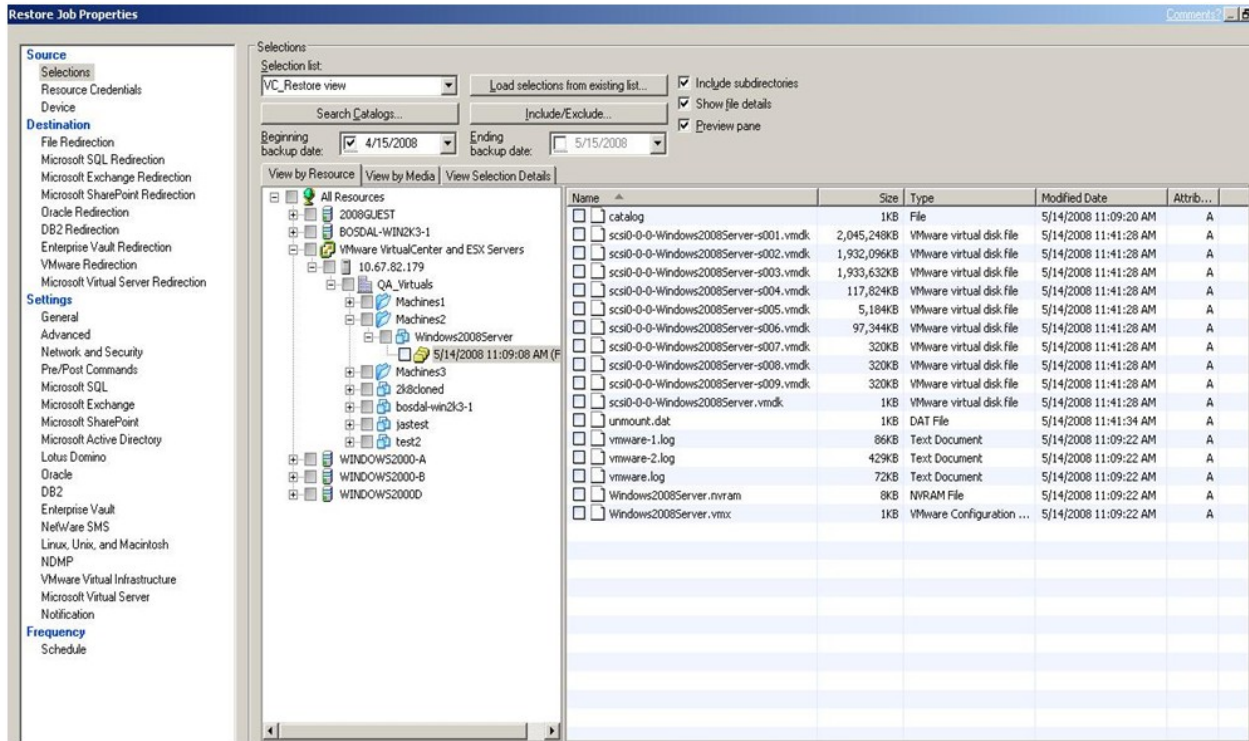 Restore Job Properties
Comments?
Source
Selections
Resource Credentials
Device
Destination
File Redirection
Microsoft SQL Redirection
Microsoft Exchange Redirection
Microsoft SharePoint Redirection
Oracle Redirection
DB2 Redirection
Enterprise Vault Redirection
VMware Redirection
Microsoft Virtual Server Redirection
Settings
General
Advanced
Network and Security
Pre/Post Commands
Microsoft SQL
Microsoft Exchange
Microsoft SharePoint
Microsoft Active Directory
Lotus Domino
Oracle
DB2
Enterprise Vault
NetWare SMS
Linux, Unix, and Macintosh
NDMP
VMware Virtual Infrastructure
Microsoft Virtual Server
Notification
Frequency
Schedule
Selections
Selection list:
VC_Restore view
Load selections from existing list...
Include subdirectories
Search Catalogs...
Include/Exclude...
Show file details
Preview pane
Beginning backup date:
4/15/2008
Ending backup date:
5/15/2008
View by Resource
View by Media
View Selection Details
All Resources
2008GUEST
BOSDAL-WIN2K3-1
VMware VirtualCenter and ESX Servers
10.67.82.179
QA_Virtuals
Machines1
Machines2
Windows2008Server
5/14/2008 11:09:08 AM (F
Machines3
2k8cloned
bosdal-win2k3-1
jastest
test2
WINDOWS2000-A
WINDOWS2000-B
WINDOWS2000D
Name Size Type Modified Date Attrib...
catalog 1KB File 5/14/2008 11:09:20 AM A
scsi0-0-0-Windows2008Server-s001.vmdk 2,045,248KB VMware virtual disk file 5/14/2008 11:41:28 AM A
scsi0-0-0-Windows2008Server-s002.vmdk 1,932,096KB VMware virtual disk file 5/14/2008 11:41:28 AM A
scsi0-0-0-Windows2008Server-s003.vmdk 1,933,632KB VMware virtual disk file 5/14/2008 11:41:28 AM A
scsi0-0-0-Windows2008Server-s004.vmdk 117,824KB VMware virtual disk file 5/14/2008 11:41:28 AM A
scsi0-0-0-Windows2008Server-s005.vmdk 5,184KB VMware virtual disk file 5/14/2008 11:41:28 AM A
scsi0-0-0-Windows2008Server-s006.vmdk 97,344KB VMware virtual disk file 5/14/2008 11:41:28 AM A
scsi0-0-0-Windows2008Server-s007.vmdk 320KB VMware virtual disk file 5/14/2008 11:41:28 AM A
scsi0-0-0-Windows2008Server-s008.vmdk 320KB VMware virtual disk file 5/14/2008 11:41:28 AM A
scsi0-0-0-Windows2008Server-s009.vmdk 320KB VMware virtual disk file 5/14/2008 11:41:28 AM A
scsi0-0-0-Windows2008Server.vmdk 1KB VMware virtual disk file 5/14/2008 11:41:28 AM A
unmount.dat 1KB DAT File 5/14/2008 11:41:34 AM A
vmware-1.log 86KB Text Document 5/14/2008 11:09:22 AM A
vmware-2.log 429KB Text Document 5/14/2008 11:09:22 AM A
vmware.log 72KB Text Document 5/14/2008 11:09:22 AM A
Windows2008Server.nvram 8KB NVRAM File 5/14/2008 11:09:22 AM A
Windows2008Server.vmx 1KB VMware Configuration ... 5/14/2008 11:09:22 AM A